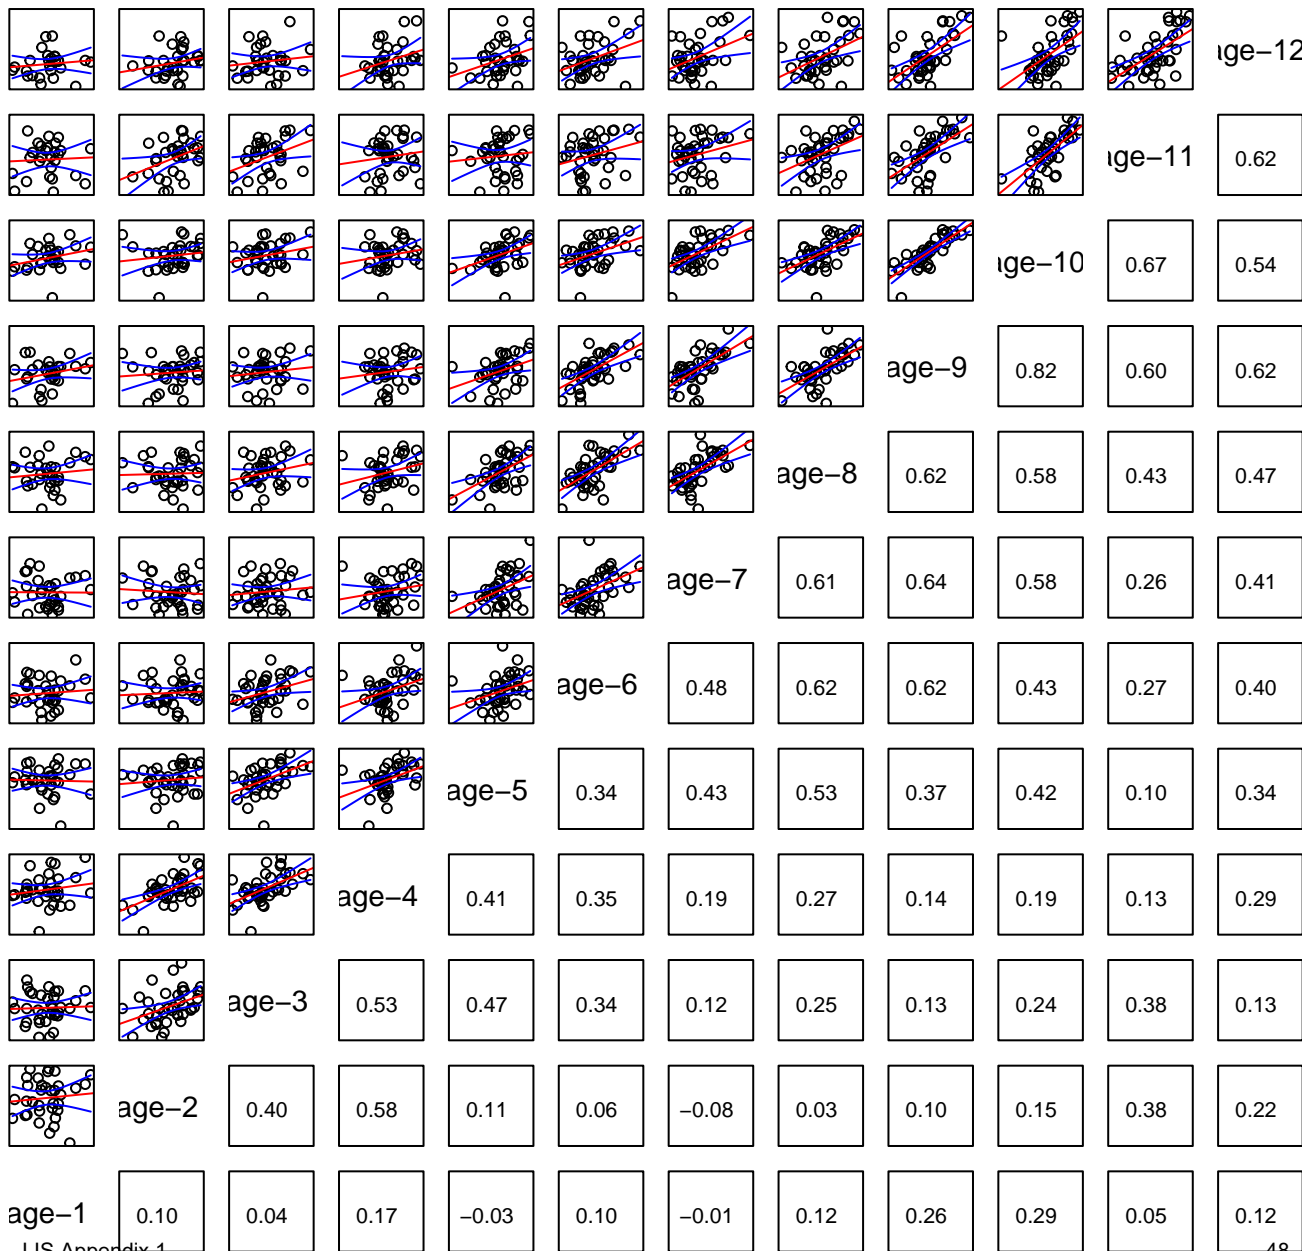 age−12
age−11 0.62
age−10 0.67 0.54
age−9 0.82 0.60 0.62
age−8 0.62 0.58 0.43 0.47
age−7 0.61 0.64 0.58 0.26 0.41
age−6 0.48 0.62 0.62 0.43 0.27 0.40
age−5 0.34 0.43 0.53 0.37 0.42 0.10 0.34
age−4 0.41 0.35 0.19 0.27 0.14 0.19 0.13 0.29
age−3 0.53 0.47 0.34 0.12 0.25 0.13 0.24 0.38 0.13
age−2 0.40 0.58 0.11 0.06 −0.08 0.03 0.10 0.15 0.38 0.22
age−1 0.10 0.04 0.17 −0.03 0.10 −0.01 0.12 0.26 0.29 0.05 0.12
LIS Appendix 1 48